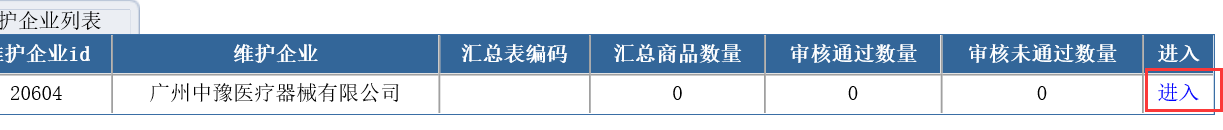 护企业列表
护企业id 维护企业 汇总表编码 汇总商品数量 审核通过数量 审核未通过数量 进入
20604 广州中豫医疗器械有限公司 0 0 0 进入